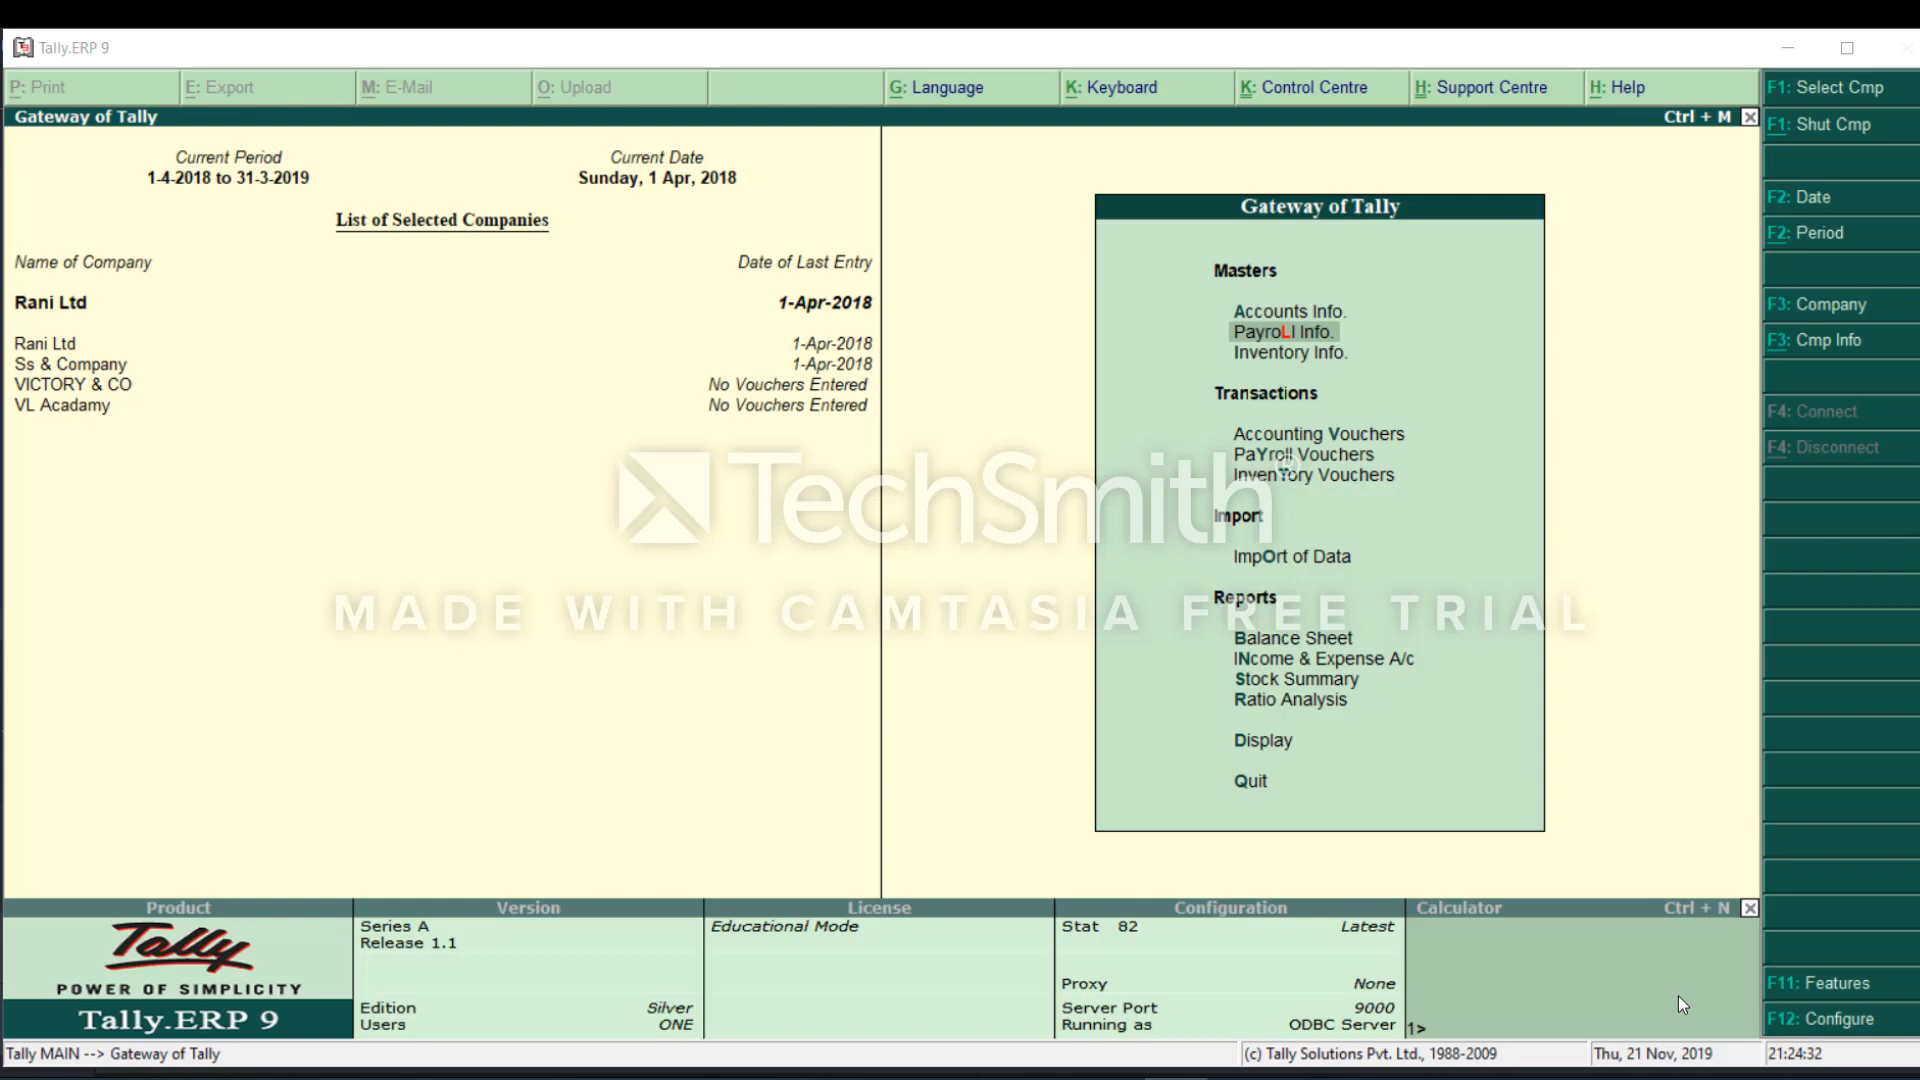 Tally.ERP 9
P: Print
E: Export
M: E-Mail
O: Upload
G: Language
K: Keyboard
K: Control Centre
H: Support Centre
H: Help
Gateway of Tally
Ctrl + M
Current Period
1-4-2018 to 31-3-2019
Current Date
Sunday, 1 Apr, 2018
List of Selected Companies
Name of Company
Date of Last Entry
Rani Ltd 1-Apr-2018
Rani Ltd 1-Apr-2018
Ss & Company 1-Apr-2018
VICTORY & CO No Vouchers Entered
VL Acadamy No Vouchers Entered
Gateway of Tally
Masters
Accounts Info.
PayroLl Info.
Inventory Info.
Transactions
Accounting Vouchers
PaYroll Vouchers
InvenTory Vouchers
Import
ImpOrt of Data
Reports
Balance Sheet
INcome & Expense A/c
Stock Summary
Ratio Analysis
Display
Quit
TechSmith®
MADE WITH CAMTASIA FREE TRIAL
F1: Select Cmp
F1: Shut Cmp
F2: Date
F2: Period
F3: Company
F3: Cmp Info
F4: Connect
F4: Disconnect
F11: Features
F12: Configure
Product
Tally
POWER OF SIMPLICITY
Tally.ERP 9
Version
Series A
Release 1.1
Edition Silver
Users ONE
License
Educational Mode
Configuration
Stat 82 Latest
Proxy None
Server Port 9000
Running as ODBC Server
Calculator Ctrl + N
1>
Tally MAIN --> Gateway of Tally
(c) Tally Solutions Pvt. Ltd., 1988-2009
Thu, 21 Nov, 2019
21:24:32